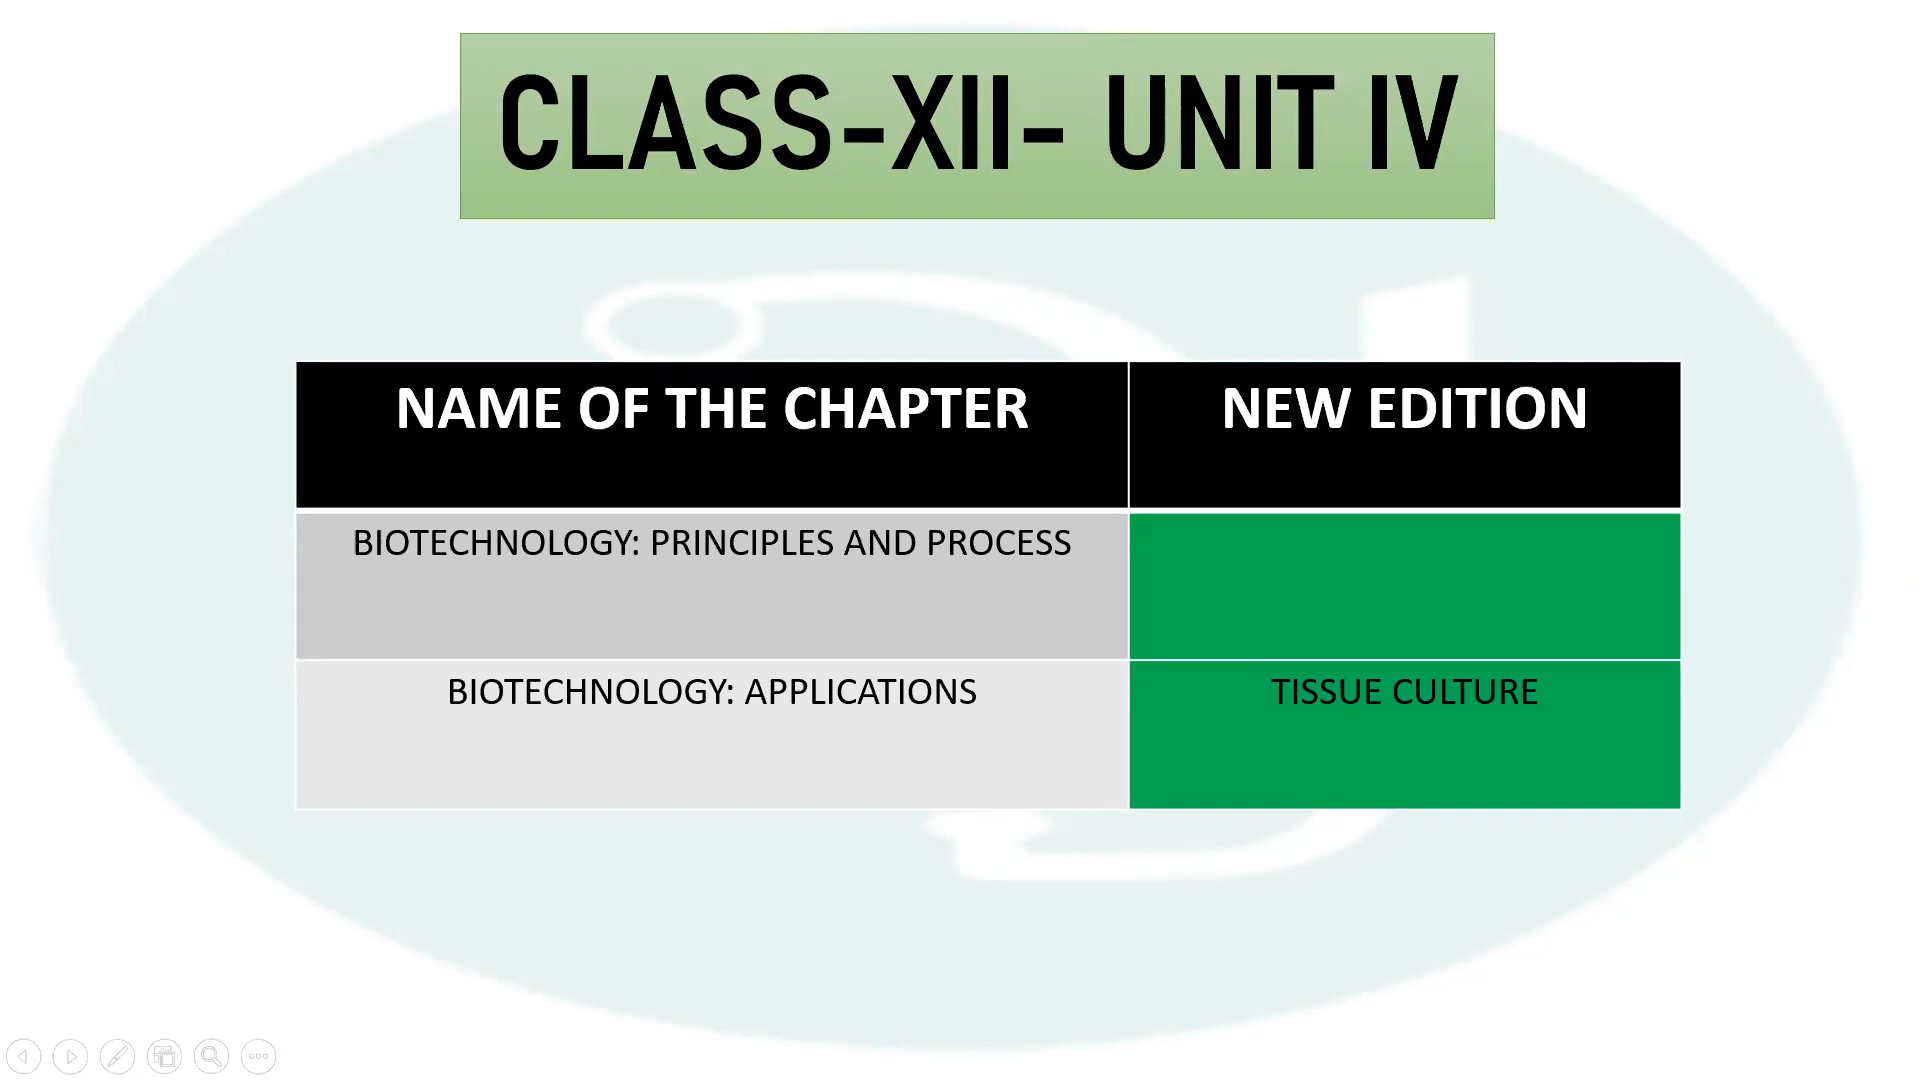 CLASS-XII- UNIT IV
NAME OF THE CHAPTER
NEW EDITION
BIOTECHNOLOGY: PRINCIPLES AND PROCESS
BIOTECHNOLOGY: APPLICATIONS
TISSUE CULTURE